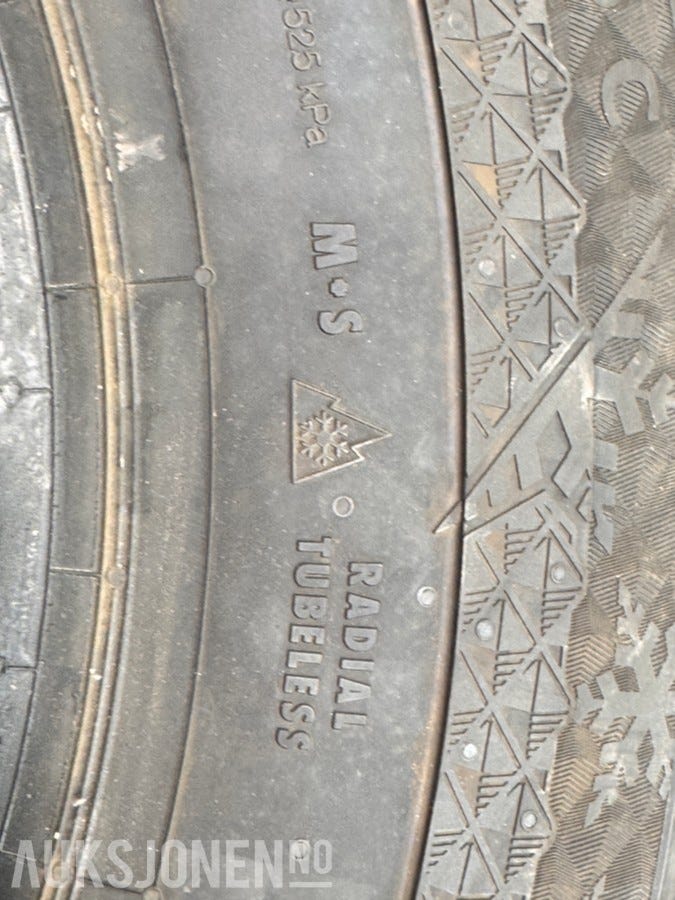 525 kPa
M+S
RADIAL
TUBELESS
C
AUKSJONEN NO